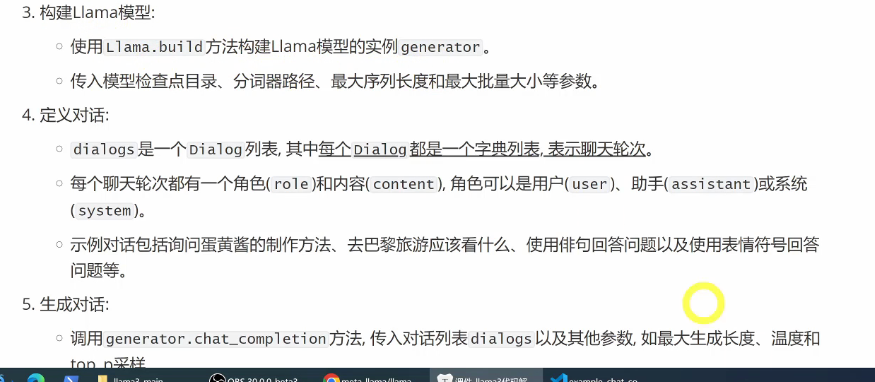 3. 构建Llama模型:
使用Llama.build方法构建Llama模型的实例generator。
传入模型检查点目录、分词器路径、最大序列长度和最大批量大小等参数。
4. 定义对话:
dialogs是一个Dialog列表, 其中每个Dialog都是一个字典列表, 表示聊天轮次。
每个聊天轮次都有一个角色(role)和内容(content), 角色可以是用户(user)、助手(assistant)或系统
(system)。
示例对话包括询问蛋黄酱的制作方法、去巴黎旅游应该看什么、使用俳句回答问题以及使用表情符号回答
问题等。
5. 生成对话:
调用generator.chat_completion方法, 传入对话列表dialogs以及其他参数, 如最大生成长度、温度和
top_p采样
llama3-main OBS 30.0.0-beta3 meta-llama/llama 课件-llama3代码解 example_chat_co